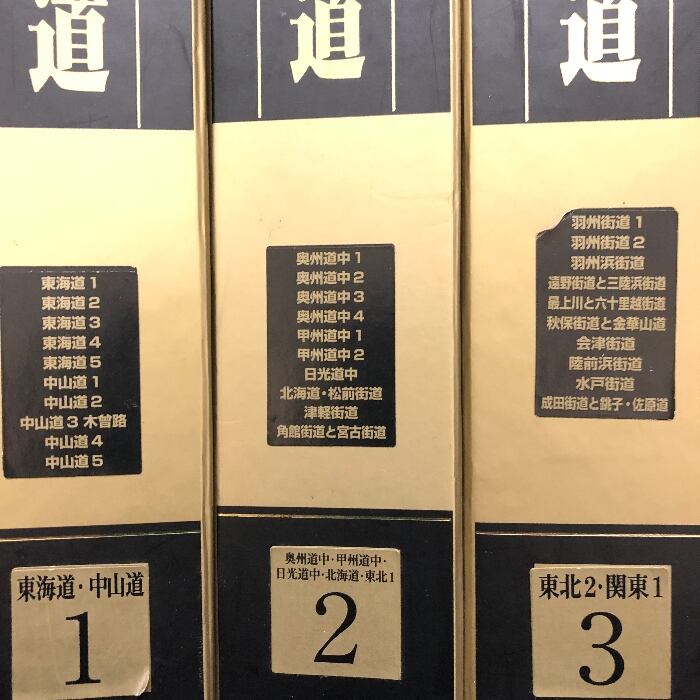 道
東海道1
東海道2
東海道3
東海道4
東海道5
中山道1
中山道2
中山道3 木曽路
中山道4
中山道5
東海道・中山道
1
道
奥州道中1
奥州道中2
奥州道中3
奥州道中4
甲州道中1
甲州道中2
日光道中
北海道・松前街道
津軽街道
角館街道と宮古街道
奥州道中・甲州道中・
日光道中・北海道・東北1
2
道
羽州街道1
羽州街道2
羽州浜街道
遠野街道と三陸浜街道
最上川と六十里越街道
秋保街道と金華山道
会津街道
陸前浜街道
水戸街道
成田街道と銚子・佐原道
東北2・関東1
3